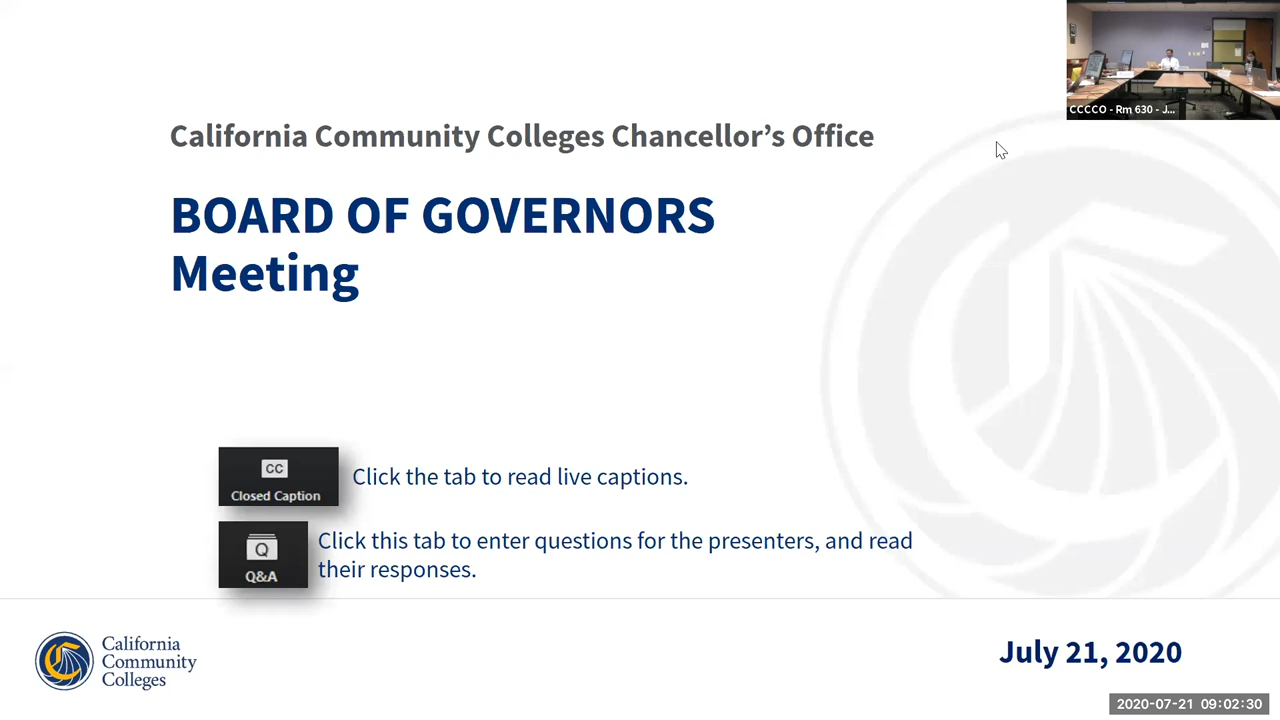 CCCCO - Rm 630 - J...
California Community Colleges Chancellor’s Office
BOARD OF GOVERNORS
Meeting
CC
Closed Caption
Click the tab to read live captions.
Q
Q&A
Click this tab to enter questions for the presenters, and read
their responses.
California
Community
Colleges
July 21, 2020
2020-07-21 09:02:30